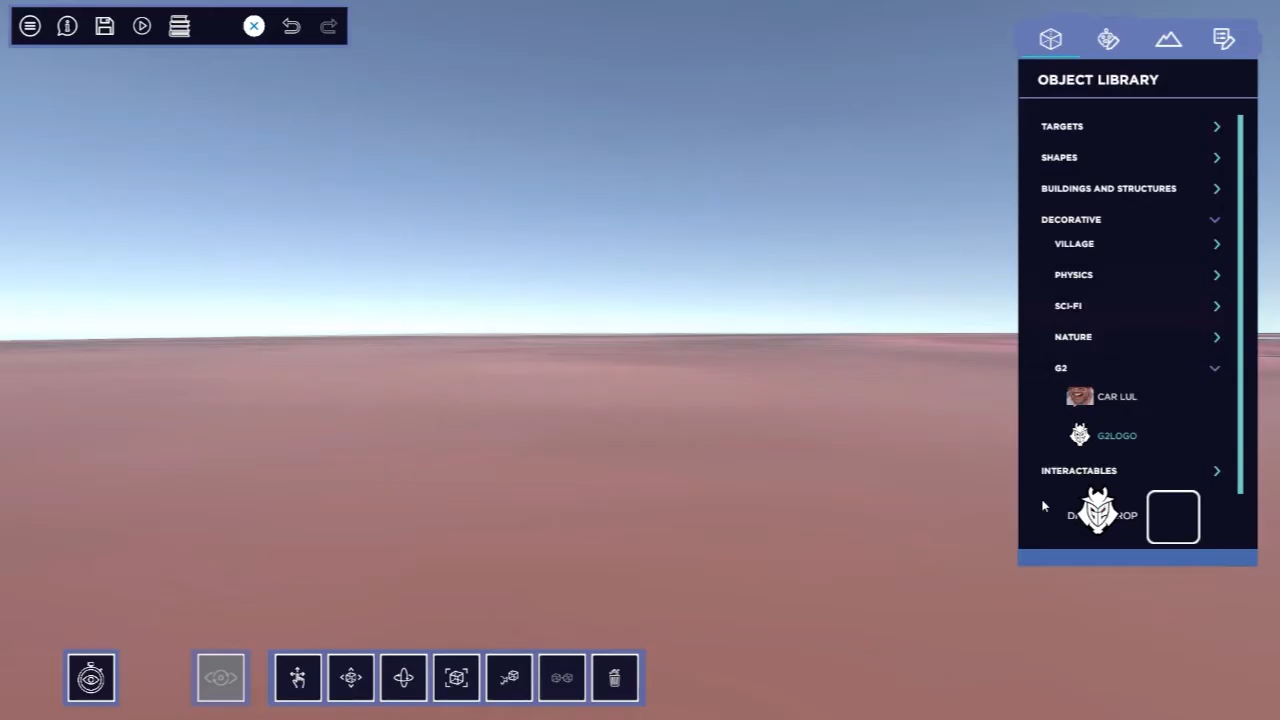 OBJECT LIBRARY
TARGETS
SHAPES
BUILDINGS AND STRUCTURES
DECORATIVE
VILLAGE
PHYSICS
SCI-FI
NATURE
G2
CAR LUL
G2LOGO
INTERACTABLES